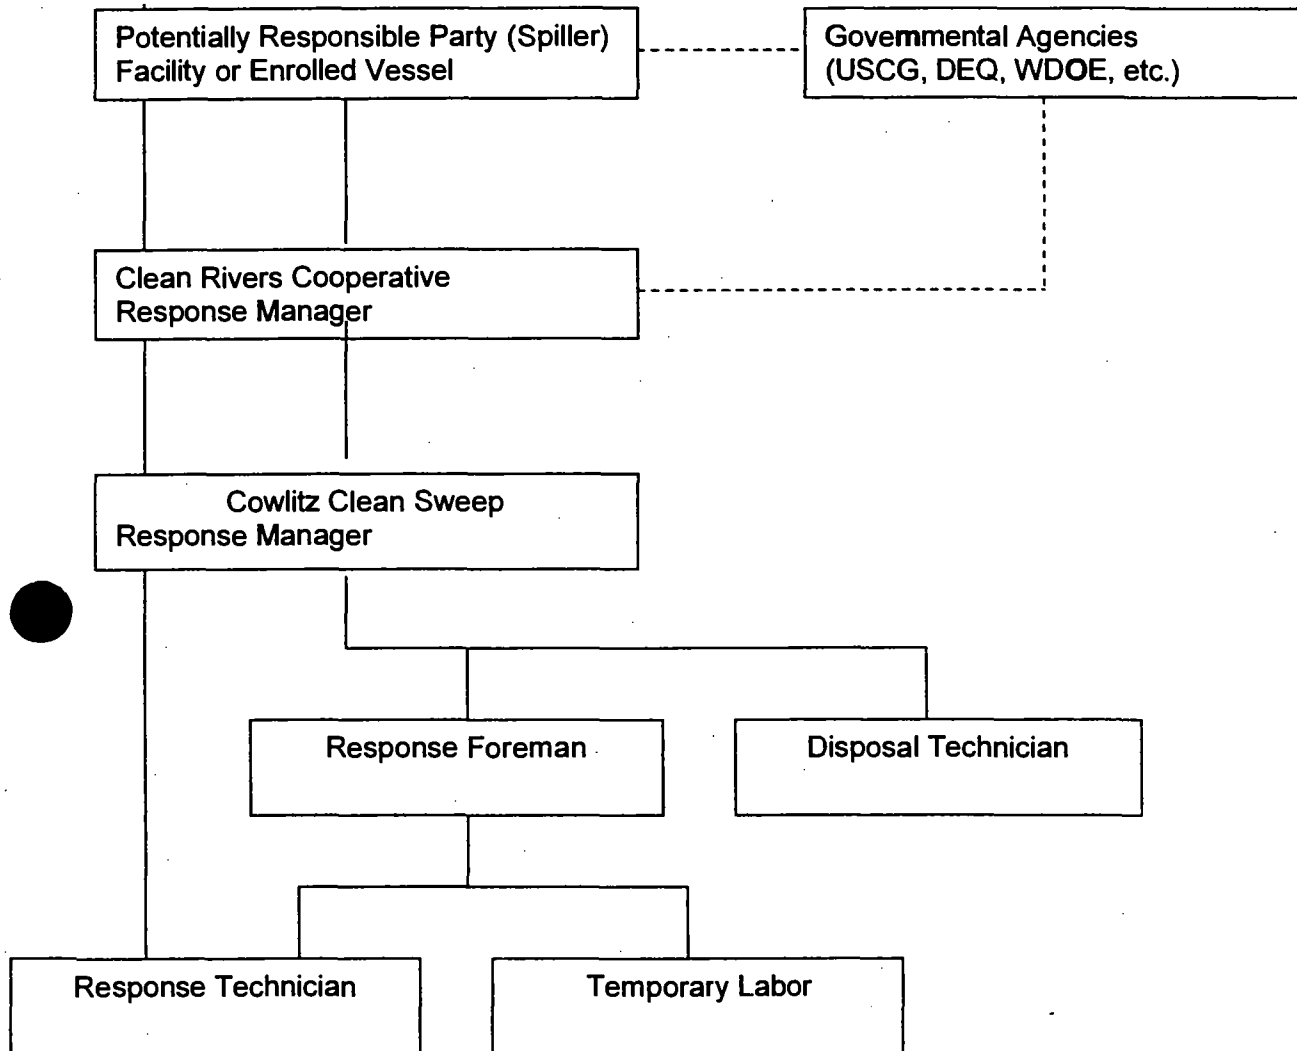 Potentially Responsible Party (Spiller)
Facility or Enrolled Vessel
Governmental Agencies
(USCG, DEQ, WDOE, etc.)
Clean Rivers Cooperative
Response Manager
Cowlitz Clean Sweep
Response Manager
Response Foreman
Disposal Technician
Response Technician
Temporary Labor